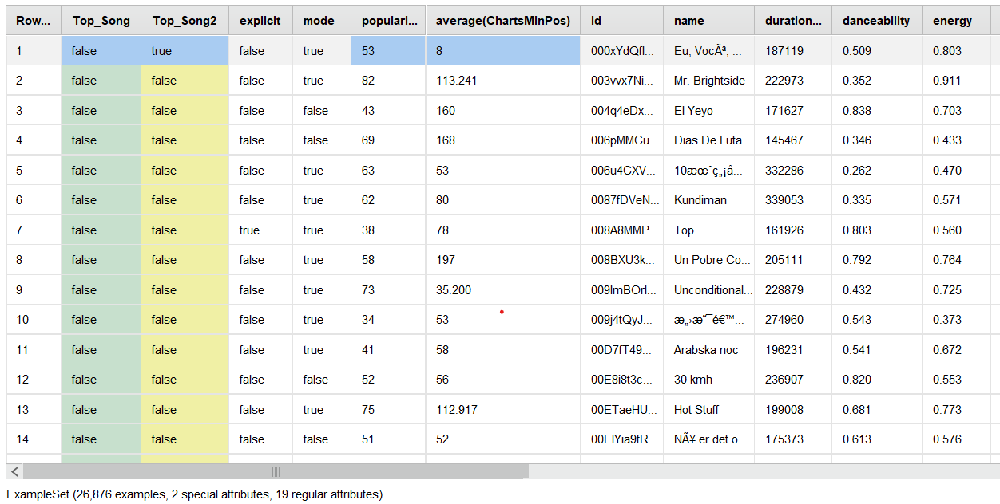 Row... Top_Song Top_Song2 explicit mode populari... average(ChartsMinPos) id name duration... danceability energy
1 false true false true 53 8 000xYdQfl... Eu, VocÃª, ... 187119 0.509 0.803
2 false false false true 82 113.241 003vvx7Ni... Mr. Brightside 222973 0.352 0.911
3 false false false false 43 160 004q4eDx... El Yeyo 171627 0.838 0.703
4 false false false false 69 168 006pMMCu... Dias De Luta... 145467 0.346 0.433
5 false false false true 63 53 006u4CXV... 10æœˆç„¡å... 332286 0.262 0.470
6 false false false true 62 80 0087fDVeN... Kundiman 339053 0.335 0.571
7 false false true true 38 78 008A8MMP... Top 161926 0.803 0.560
8 false false false true 58 197 008BXU3k... Un Pobre Co... 205111 0.792 0.764
9 false false false true 73 35.200 009lmBOrl... Unconditional... 228879 0.432 0.725
10 false false false true 34 53 009j4tQyJ... æ„›æ˜¯é€™... 274960 0.543 0.373
11 false false false true 41 58 00D7fT49... Arabska noc 196231 0.541 0.672
12 false false false false 52 56 00E8i8t3c... 30 kmh 236907 0.820 0.553
13 false false false true 75 112.917 00ETaeHU... Hot Stuff 199008 0.681 0.773
14 false false false false 51 52 00ElYia9fR... NÃ¥ er det o... 175373 0.613 0.576
ExampleSet (26,876 examples, 2 special attributes, 19 regular attributes)